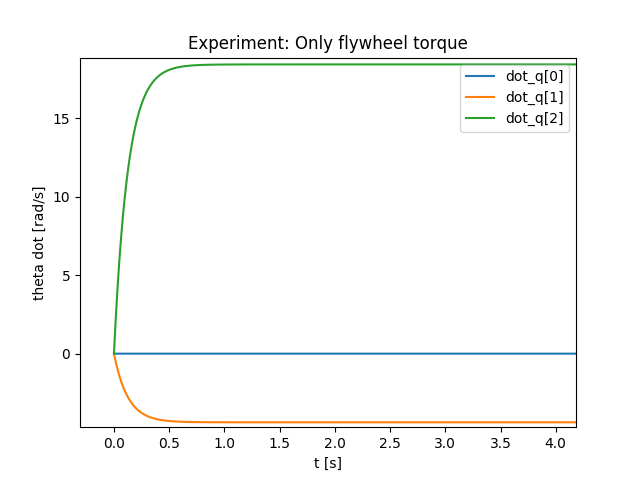 Experiment: Only flywheel torque
dot_q[0]
dot_q[1]
dot_q[2]
theta dot [rad/s]
15
10
5
0
0.0 0.5 1.0 1.5 2.0 2.5 3.0 3.5 4.0
t [s]